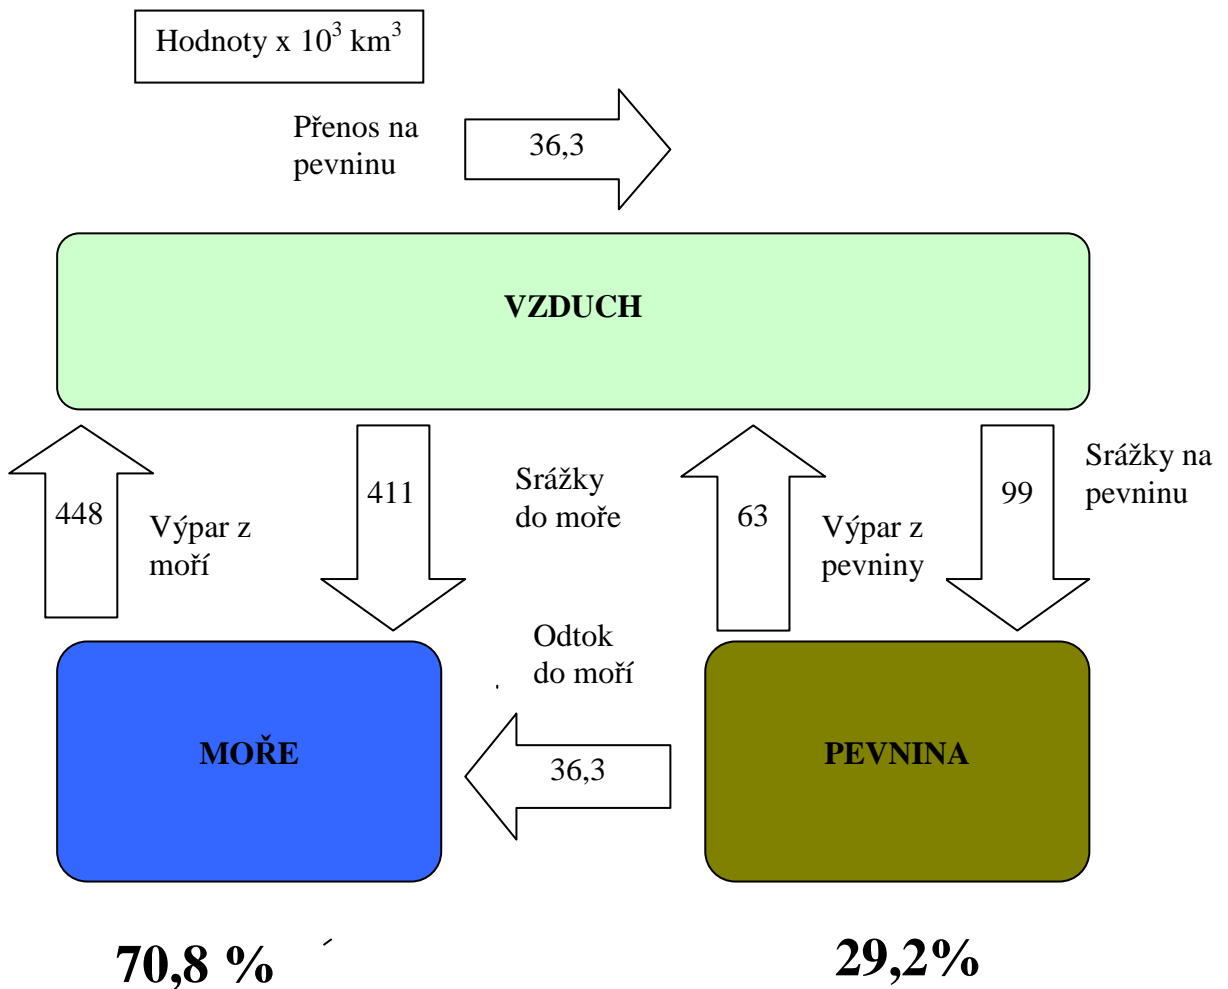 Hodnoty x 10³ km³
Přenos na
pevninu
36,3
VZDUCH
448
Výpar z
moří
411
Srážky
do moře
63
Výpar z
pevniny
99
Srážky na
pevninu
Odtok
do moří
36,3
MOŘE
PEVNINA
70,8 %
29,2%